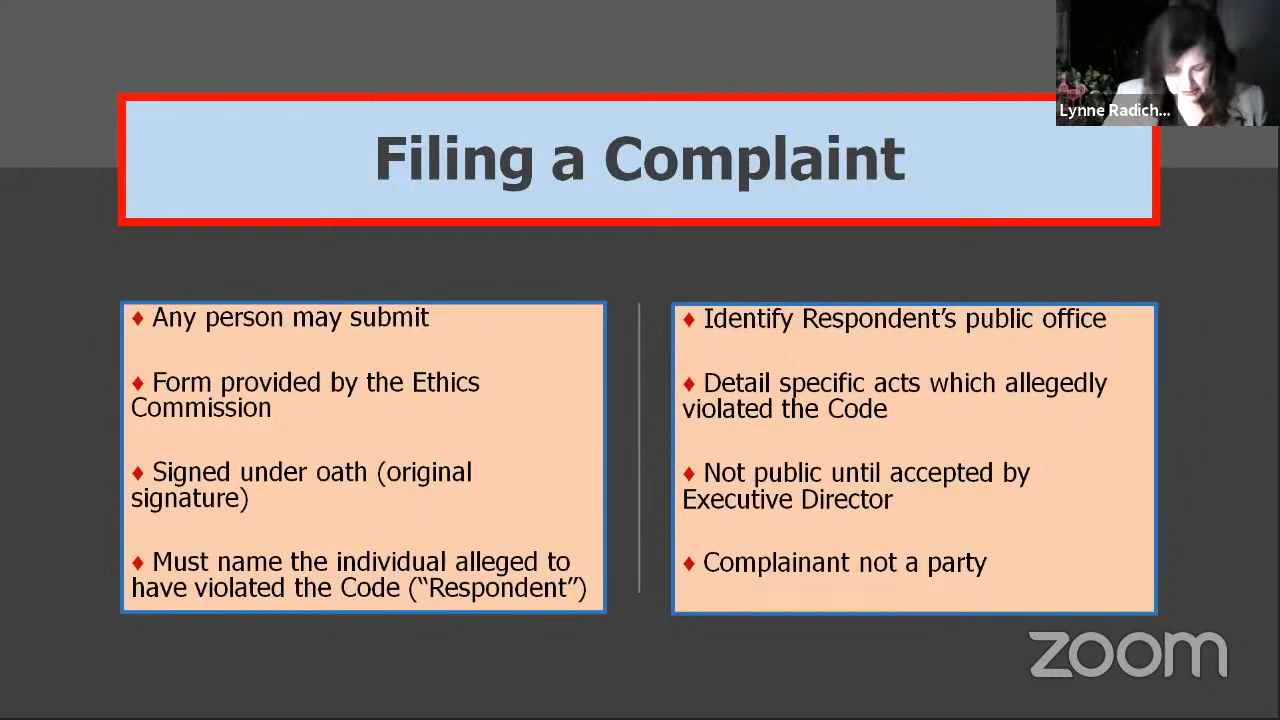 Lynne Radich...
Filing a Complaint
♦ Any person may submit
♦ Form provided by the Ethics
Commission
♦ Signed under oath (original
signature)
♦ Must name the individual alleged to
have violated the Code (“Respondent”)
♦ Identify Respondent’s public office
♦ Detail specific acts which allegedly
violated the Code
♦ Not public until accepted by
Executive Director
♦ Complainant not a party
zoom